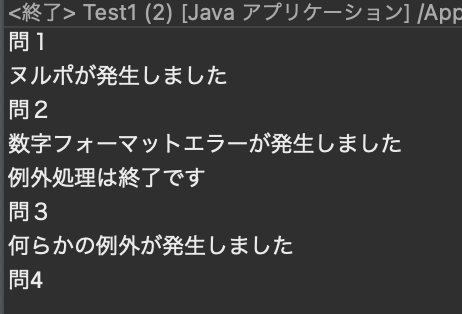 <終了> Test1 (2) [Java アプリケーション] /App
問１
ヌルポが発生しました
問２
数字フォーマットエラーが発生しました
例外処理は終了です
問３
何らかの例外が発生しました
問4